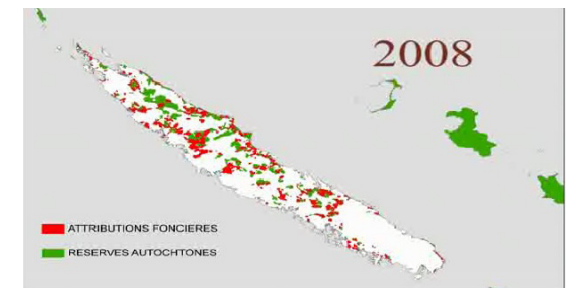 2008
ATTRIBUTIONS FONCIERES
RESERVES AUTOCHTONES